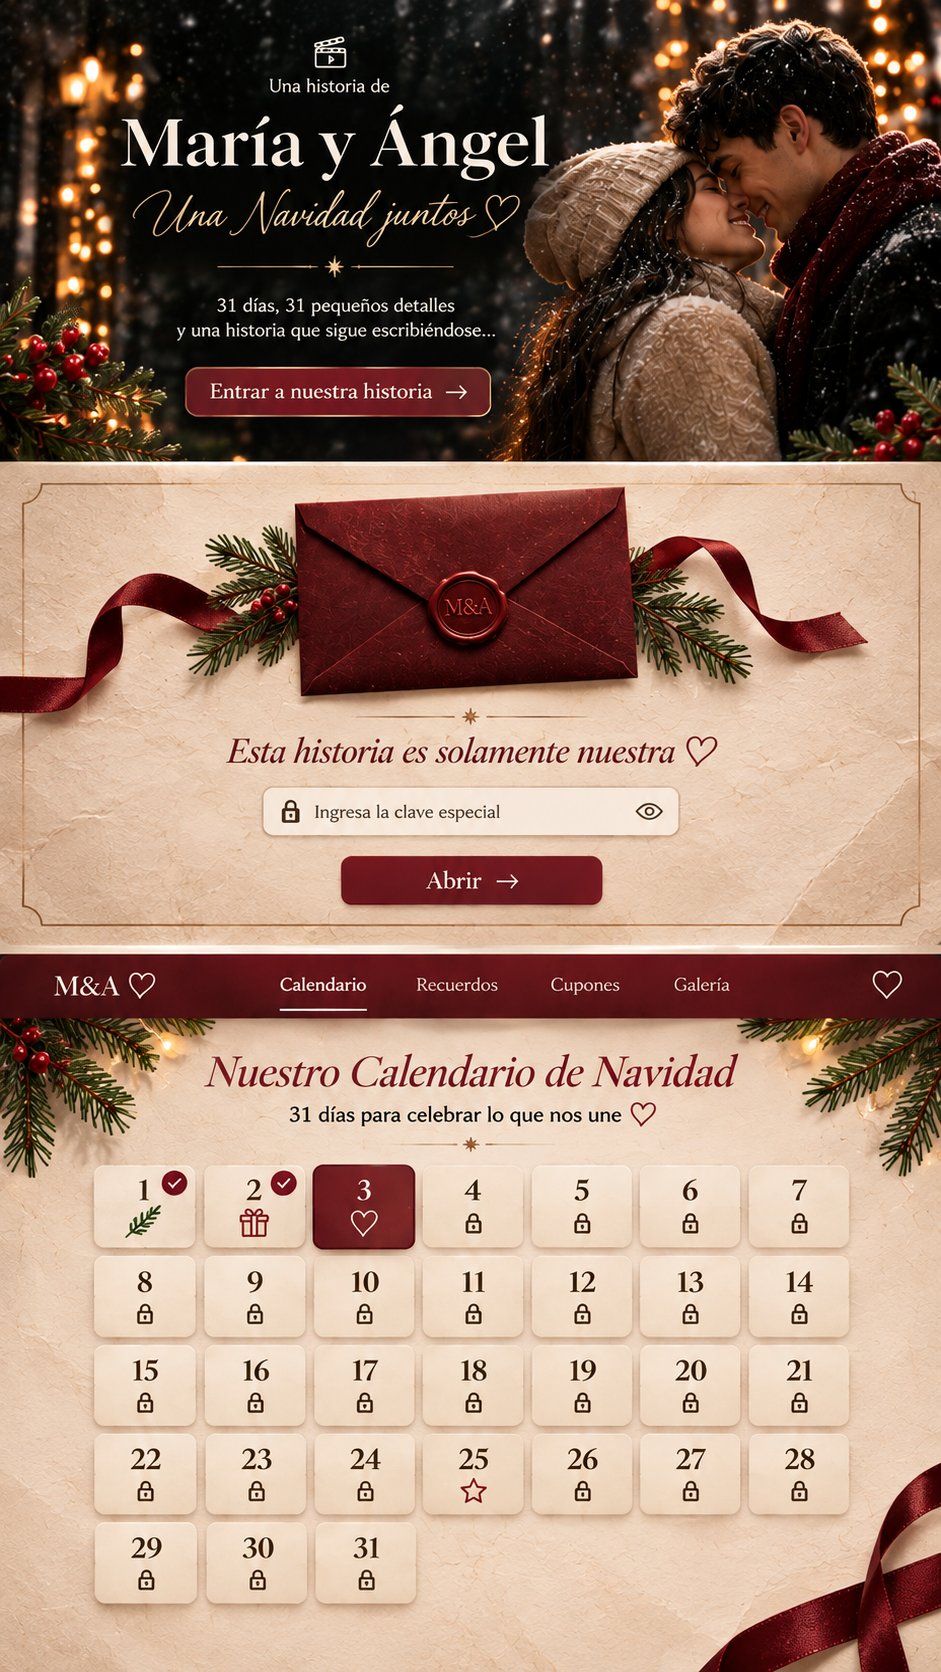 Una historia de
María y Ángel
Una Navidad juntos
31 días, 31 pequeños detalles
y una historia que sigue escribiéndose...
Entrar a nuestra historia →
M&A
Esta historia es solamente nuestra ♡
Ingresa la clave especial
Abrir →
M&A ♡ Calendario Recuerdos Cupones Galería
Nuestro Calendario de Navidad
31 días para celebrar lo que nos une ♡
1 2 3 4 5 6 7
8 9 10 11 12 13 14
15 16 17 18 19 20 21
22 23 24 25 26 27 28
29 30 31